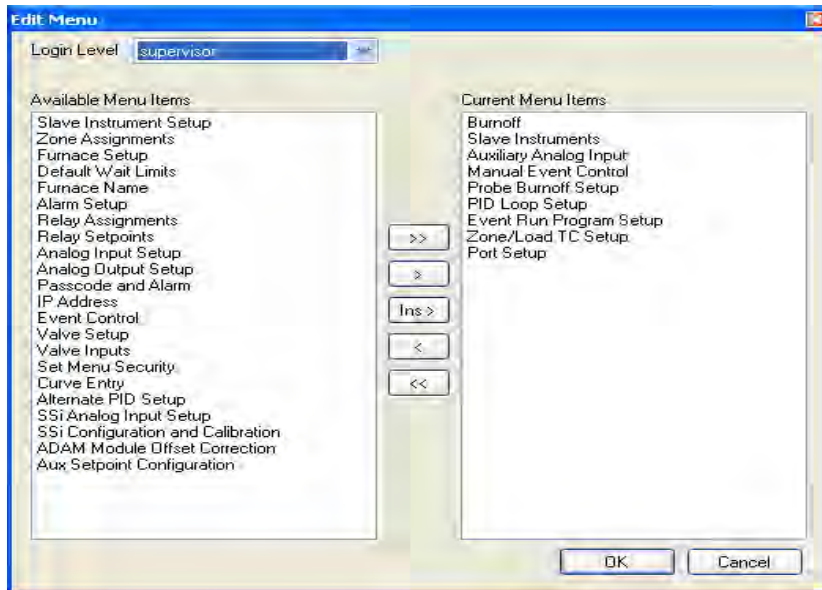 Edit Menu
Login Level supervisor
Available Menu Items
Slave Instrument Setup
Zone Assignments
Furnace Setup
Default Wait Limits
Furnace Name
Alarm Setup
Relay Assignments
Relay Setpoints
Analog Input Setup
Analog Output Setup
Passcode and Alarm
IP Address
Event Control
Valve Setup
Valve Inputs
Set Menu Security
Curve Entry
Alternate PID Setup
SSi Analog Input Setup
SSi Configuration and Calibration
ADAM Module Offset Correction
Aux Setpoint Configuration
>>
>
Ins >
<
<<
Current Menu Items
Burnoff
Slave Instruments
Auxiliary Analog Input
Manual Event Control
Probe Burnoff Setup
PID Loop Setup
Event Run Program Setup
Zone/Load TC Setup
Port Setup
OK
Cancel